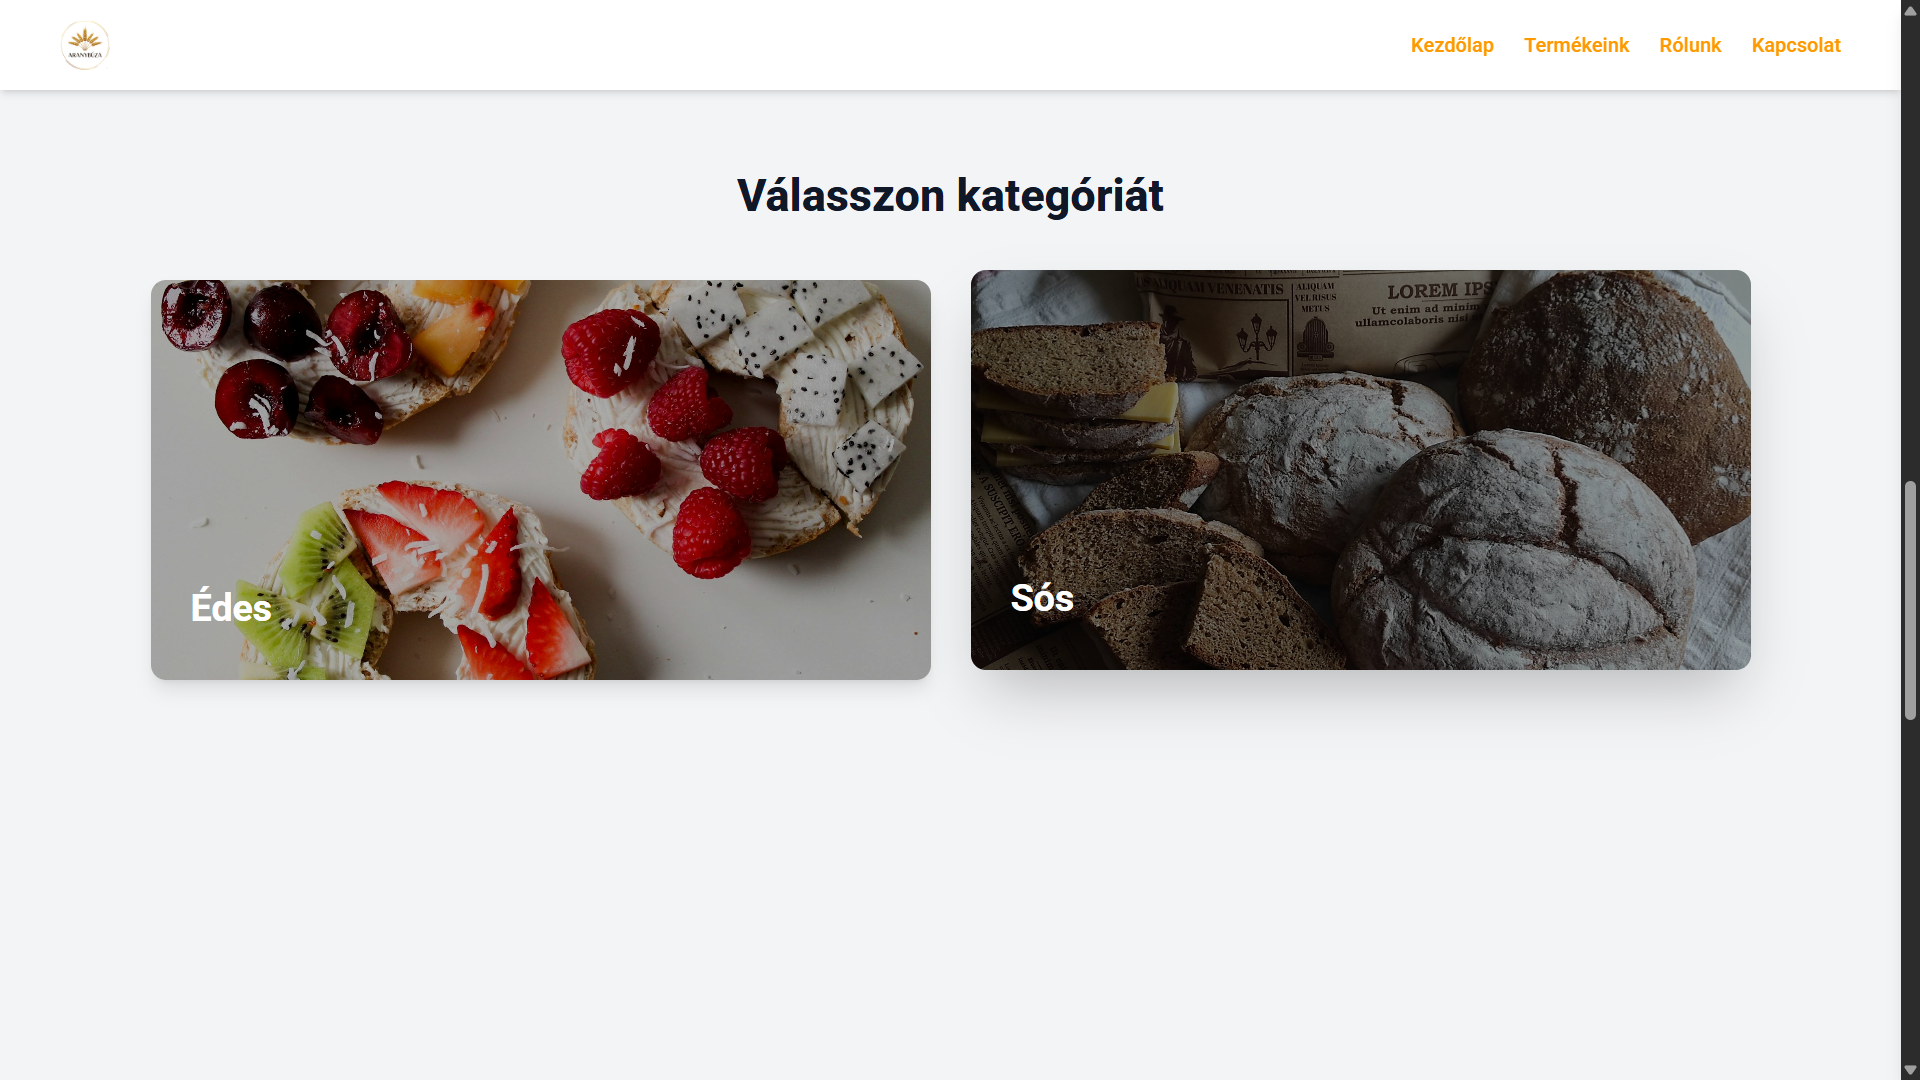 ARANYBÚZA
Kezdőlap Termékeink Rólunk Kapcsolat
Válasszon kategóriát
ALIQUAM VENENATIS
ALIQUAM
VEL RISUS
METUS
LOREM IPS
Ut enim ad minim
ullamcolaboris nisi
A SUSCIPIT
Édes
Sós